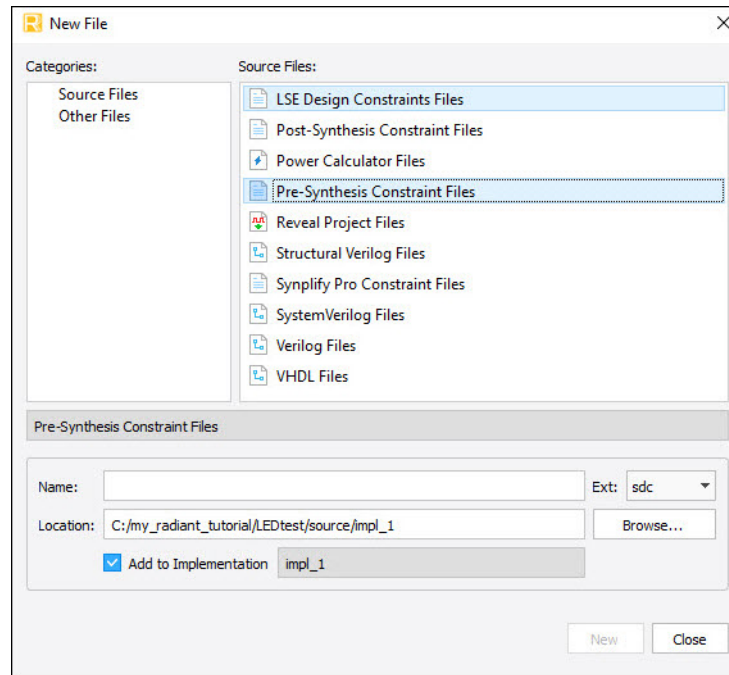 New File
Categories:
Source Files:
Source Files
Other Files
LSE Design Constraints Files
Post-Synthesis Constraint Files
Power Calculator Files
Pre-Synthesis Constraint Files
Reveal Project Files
Structural Verilog Files
Synplify Pro Constraint Files
SystemVerilog Files
Verilog Files
VHDL Files
Pre-Synthesis Constraint Files
Name:
Ext: sdc
Location: C:/my_radiant_tutorial/LEDtest/source/impl_1 Browse...
Add to Implementation impl_1
New Close